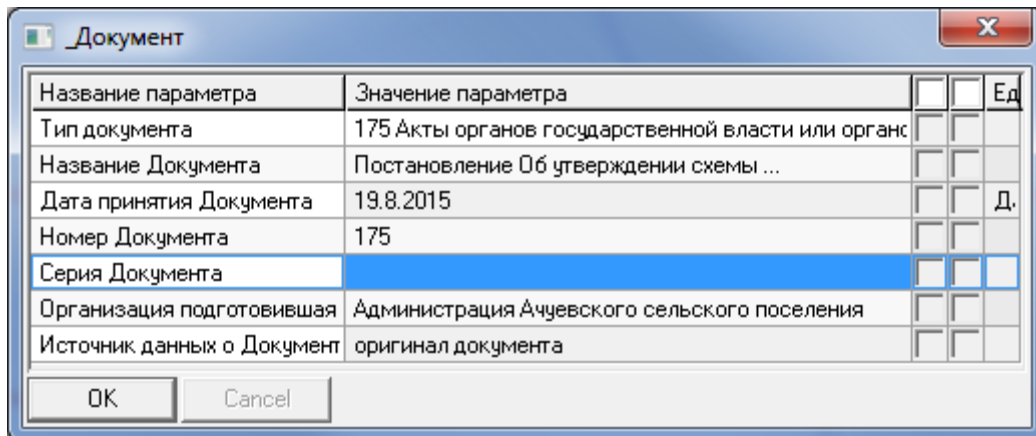 _Документ
Название параметра Значение параметра Ед
Тип документа 175 Акты органов государственной власти или органс
Название Документа Постановление Об утверждении схемы ...
Дата принятия Документа 19.8.2015 Д.
Номер Документа 175
Серия Документа
Организация подготовившая Администрация Ачуевского сельского поселения
Источник данных о Документ оригинал документа
OK Cancel